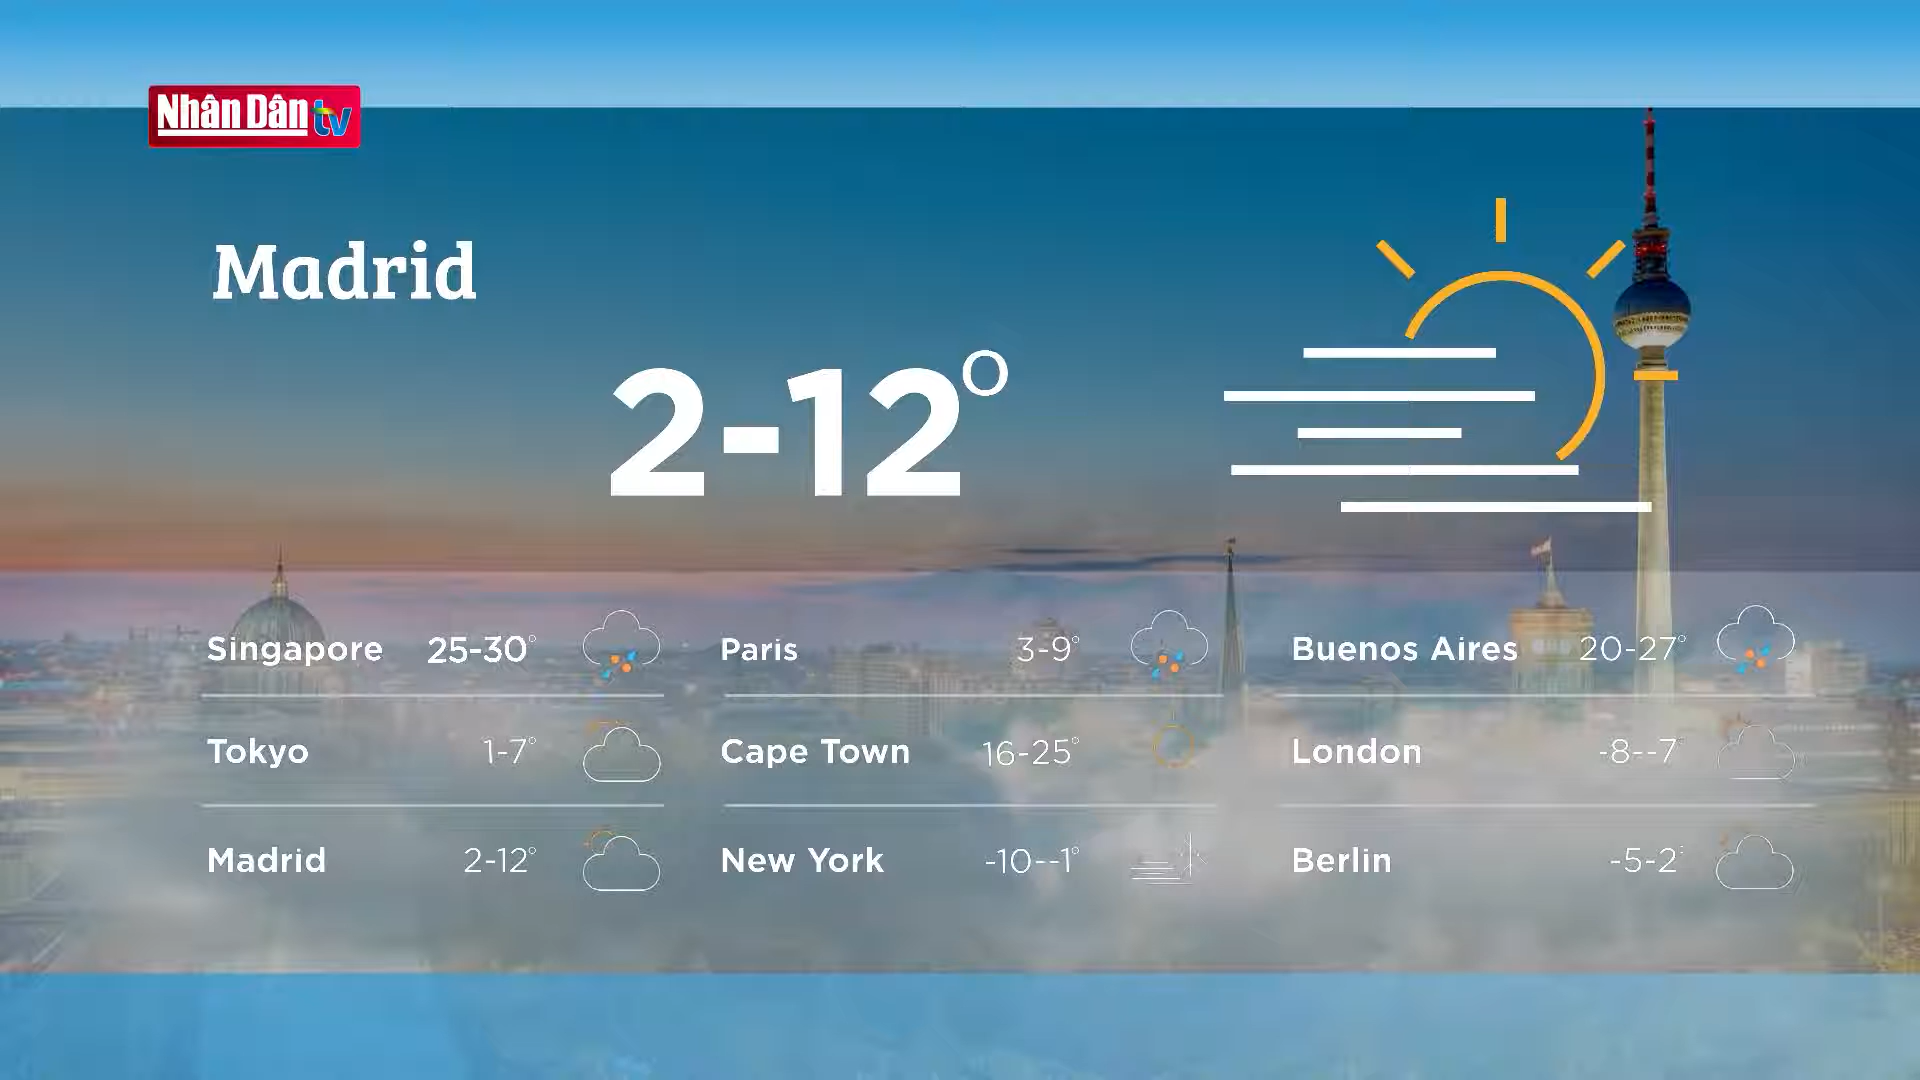 Nhân Dân tv
Madrid
2-12°
Singapore 25-30°
Paris 3-9°
Buenos Aires 20-27°
Tokyo 1-7°
Cape Town 16-25°
London -8--7°
Madrid 2-12°
New York -10--1°
Berlin -5-2°